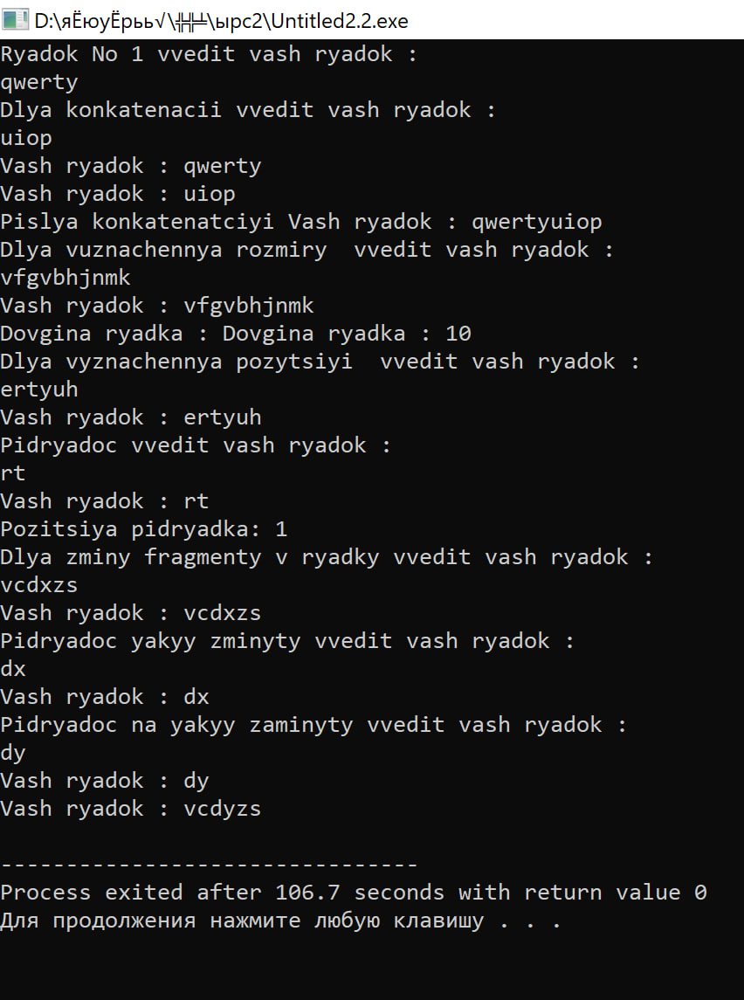 D:\яЁюуЁрьь√\╬╬╧\ырс2\Untitled2.2.exe
Ryadok No 1 vvedit vash ryadok :
qwerty
Dlya konkatenacii vvedit vash ryadok :
uiop
Vash ryadok : qwerty
Vash ryadok : uiop
Pislya konkatenatciyi Vash ryadok : qwertyuiop
Dlya vuznachennya rozmiry  vvedit vash ryadok :
vfgvbhjnmk
Vash ryadok : vfgvbhjnmk
Dovgina ryadka : Dovgina ryadka : 10
Dlya vyznachennya pozytsiyi  vvedit vash ryadok :
ertyuh
Vash ryadok : ertyuh
Pidryadoc vvedit vash ryadok :
rt
Vash ryadok : rt
Pozitsiya pidryadka: 1
Dlya zminy fragmenty v ryadky vvedit vash ryadok :
vcdxzs
Vash ryadok : vcdxzs
Pidryadoc yakyy zminyty vvedit vash ryadok :
dx
Vash ryadok : dx
Pidryadoc na yakyy zaminyty vvedit vash ryadok :
dy
Vash ryadok : dy
Vash ryadok : vcdyzs
--------------------------------
Process exited after 106.7 seconds with return value 0
Для продолжения нажмите любую клавишу . . .